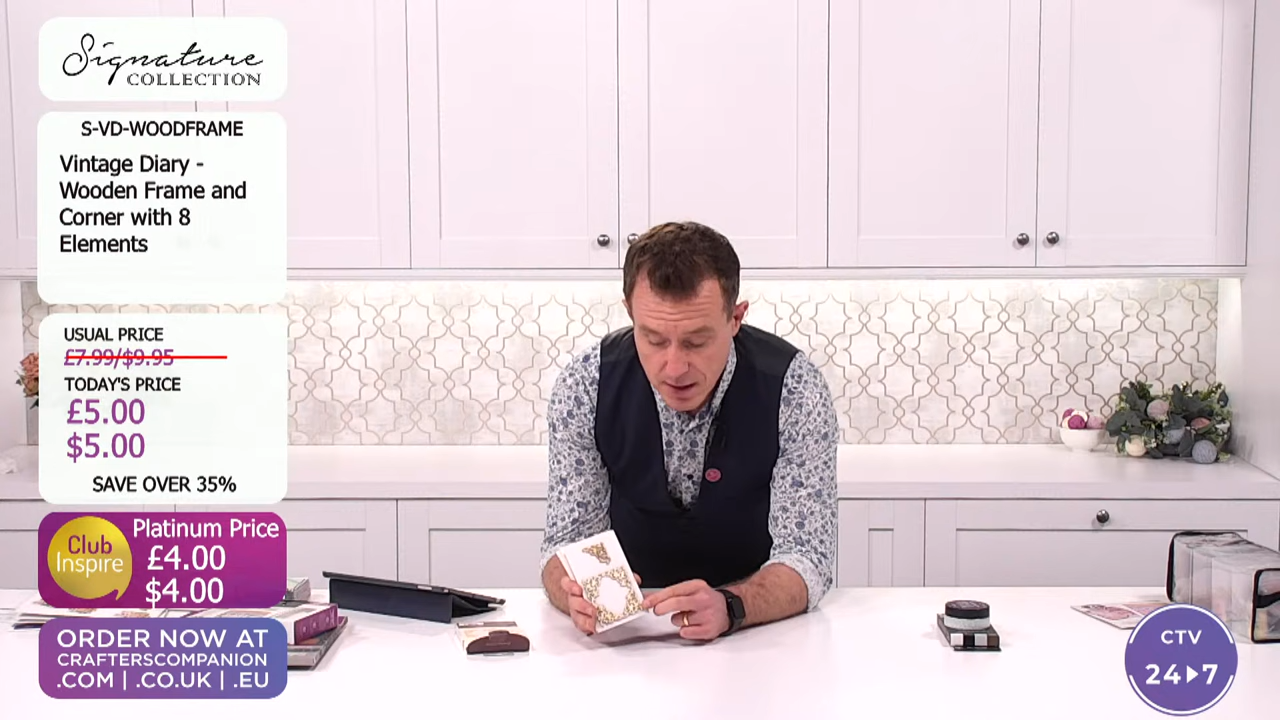 Signature
COLLECTION
S-VD-WOODFRAME
Vintage Diary -
Wooden Frame and
Corner with 8
Elements
USUAL PRICE
£7.99/$9.95
TODAY'S PRICE
£5.00
$5.00
SAVE OVER 35%
Club
Inspire
Platinum Price
£4.00
$4.00
ORDER NOW AT
CRAFTERSCOMPANION
.COM | .CO.UK | .EU
CTV
24▶7